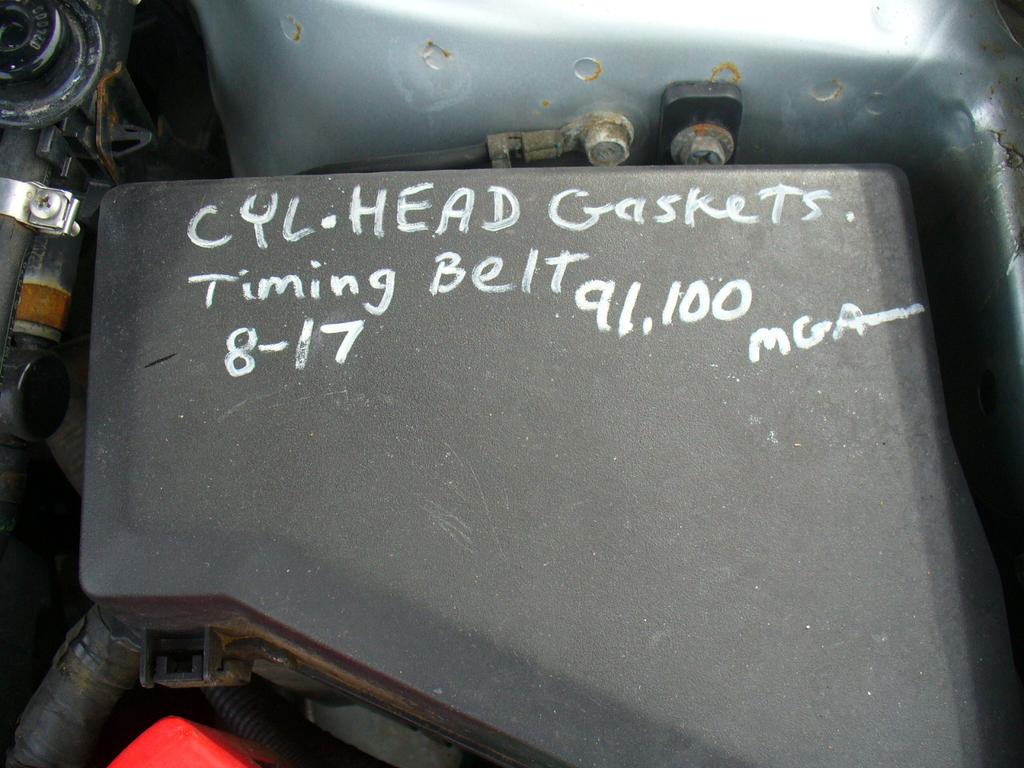 CYL. HEAD Gaskets.
Timing Belt 91,100
8-17 MGA